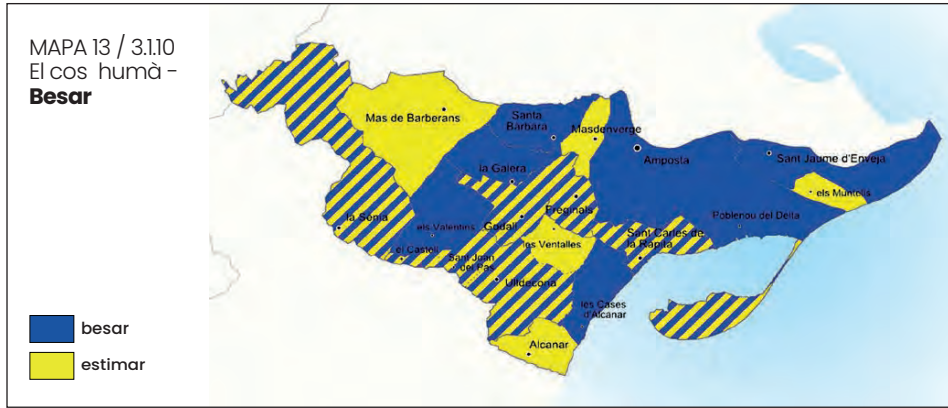 MAPA 13 / 3.1.10
El cos humà -
Besar
Mas de Barberans
Santa
Bàrbara
Masdenverge
Amposta
Sant Jaume d'Enveja
els Muntells
la Galera
la Sénia
els Valentins
Godall
Freginals
Poblenou del Delta
Sant Carles de
la Ràpita
el Castell
Sant Joan
del Pas
les Ventalles
Ulldecona
les Cases
d'Alcanar
Alcanar
besar
estimar